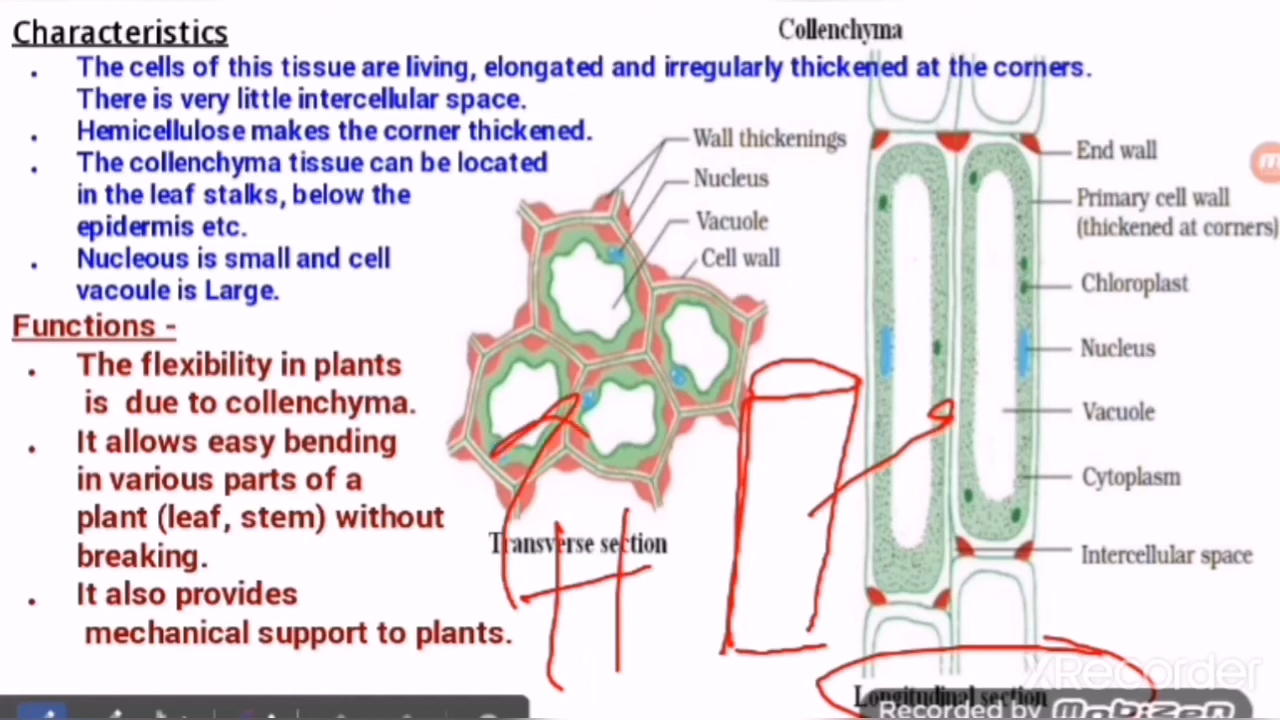 Characteristics
. The cells of this tissue are living, elongated and irregularly thickened at the corners.
There is very little intercellular space.
. Hemicellulose makes the corner thickened.
. The collenchyma tissue can be located
in the leaf stalks, below the
epidermis etc.
. Nucleous is small and cell
vacoule is Large.
Functions -
. The flexibility in plants
is due to collenchyma.
. It allows easy bending
in various parts of a
plant (leaf, stem) without
breaking.
. It also provides
mechanical support to plants.
Collenchyma
Wall thickenings
Nucleus
Vacuole
Cell wall
Transverse section
End wall
Primary cell wall
(thickened at corners)
Chloroplast
Nucleus
Vacuole
Cytoplasm
Intercellular space
Longitudinal section
XRecorder
Recorded by Mobizen